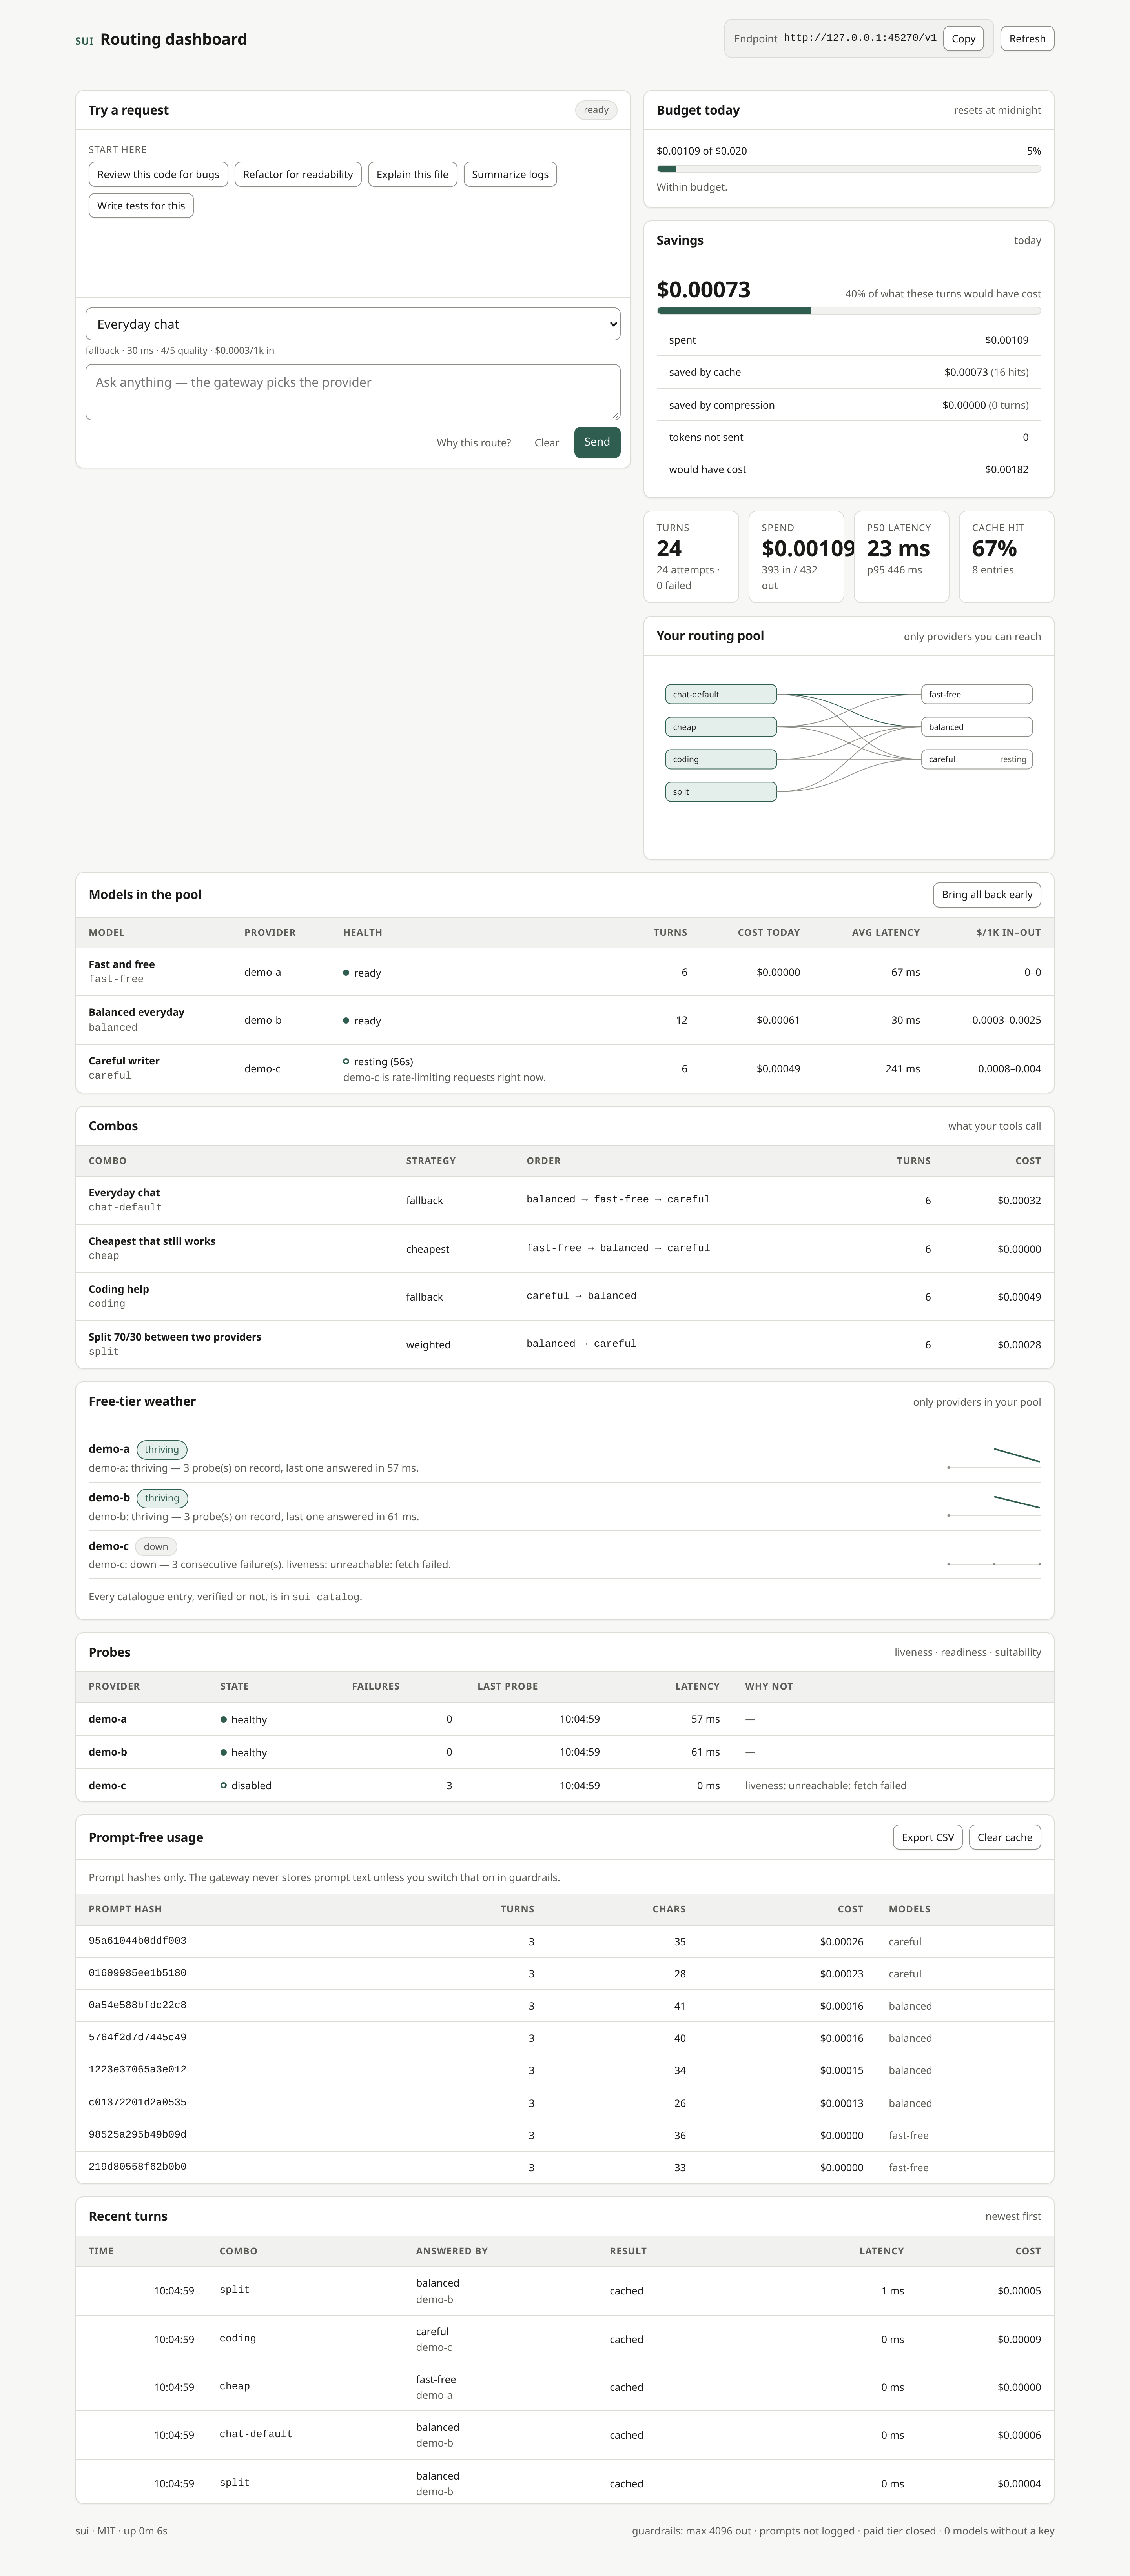 SUI Routing dashboard
Endpoint http://127.0.0.1:45270/v1 Copy Refresh
Try a request ready
START HERE
Review this code for bugs Refactor for readability Explain this file Summarize logs
Write tests for this
Everyday chat
fallback · 30 ms · 4/5 quality · $0.0003/1k in
Ask anything — the gateway picks the provider
Why this route? Clear Send
Budget today resets at midnight
$0.00109 of $0.020 5%
Within budget.
Savings today
$0.00073 40% of what these turns would have cost
spent $0.00109
saved by cache $0.00073 (16 hits)
saved by compression $0.00000 (0 turns)
tokens not sent 0
would have cost $0.00182
TURNS
24
24 attempts ·
0 failed
SPEND
$0.00109
393 in / 432
out
P50 LATENCY
23 ms
p95 446 ms
CACHE HIT
67%
8 entries
Your routing pool only providers you can reach
chat-default fast-free
cheap balanced
coding careful resting
split
Models in the pool Bring all back early
MODEL PROVIDER HEALTH TURNS COST TODAY AVG LATENCY $/1K IN–OUT
Fast and free
fast-free demo-a ready 6 $0.00000 67 ms 0–0
Balanced everyday
balanced demo-b ready 12 $0.00061 30 ms 0.0003–0.0025
Careful writer
careful demo-c resting (56s) 6 $0.00049 241 ms 0.0008–0.004
demo-c is rate-limiting requests right now.
Combos what your tools call
COMBO STRATEGY ORDER TURNS COST
Everyday chat
chat-default fallback balanced → fast-free → careful 6 $0.00032
Cheapest that still works
cheap cheapest fast-free → balanced → careful 6 $0.00000
Coding help
coding fallback careful → balanced 6 $0.00049
Split 70/30 between two providers
split weighted balanced → careful 6 $0.00028
Free-tier weather only providers in your pool
demo-a thriving
demo-a: thriving — 3 probe(s) on record, last one answered in 57 ms.
demo-b thriving
demo-b: thriving — 3 probe(s) on record, last one answered in 61 ms.
demo-c down
demo-c: down — 3 consecutive failure(s). liveness: unreachable: fetch failed.
Every catalogue entry, verified or not, is in sui catalog.
Probes liveness · readiness · suitability
PROVIDER STATE FAILURES LAST PROBE LATENCY WHY NOT
demo-a healthy 0 10:04:59 57 ms —
demo-b healthy 0 10:04:59 61 ms —
demo-c disabled 3 10:04:59 0 ms liveness: unreachable: fetch failed
Prompt-free usage Export CSV Clear cache
Prompt hashes only. The gateway never stores prompt text unless you switch that on in guardrails.
PROMPT HASH TURNS CHARS COST MODELS
95a61044b0ddf003 3 35 $0.00026 careful
01609985ee1b5180 3 28 $0.00023 careful
0a54e588bfdc22c8 3 41 $0.00016 balanced
5764f2d7d7445c49 3 40 $0.00016 balanced
1223e37065a3e012 3 34 $0.00015 balanced
c01372201d2a0535 3 26 $0.00013 balanced
98525a295b49b09d 3 36 $0.00000 fast-free
219d80558f62b0b0 3 33 $0.00000 fast-free
Recent turns newest first
TIME COMBO ANSWERED BY RESULT LATENCY COST
10:04:59 split balanced cached 1 ms $0.00005
demo-b
10:04:59 coding careful cached 0 ms $0.00009
demo-c
10:04:59 cheap fast-free cached 0 ms $0.00000
demo-a
10:04:59 chat-default balanced cached 0 ms $0.00006
demo-b
10:04:59 split balanced cached 0 ms $0.00004
demo-b
sui · MIT · up 0m 6s guardrails: max 4096 out · prompts not logged · paid tier closed · 0 models without a key